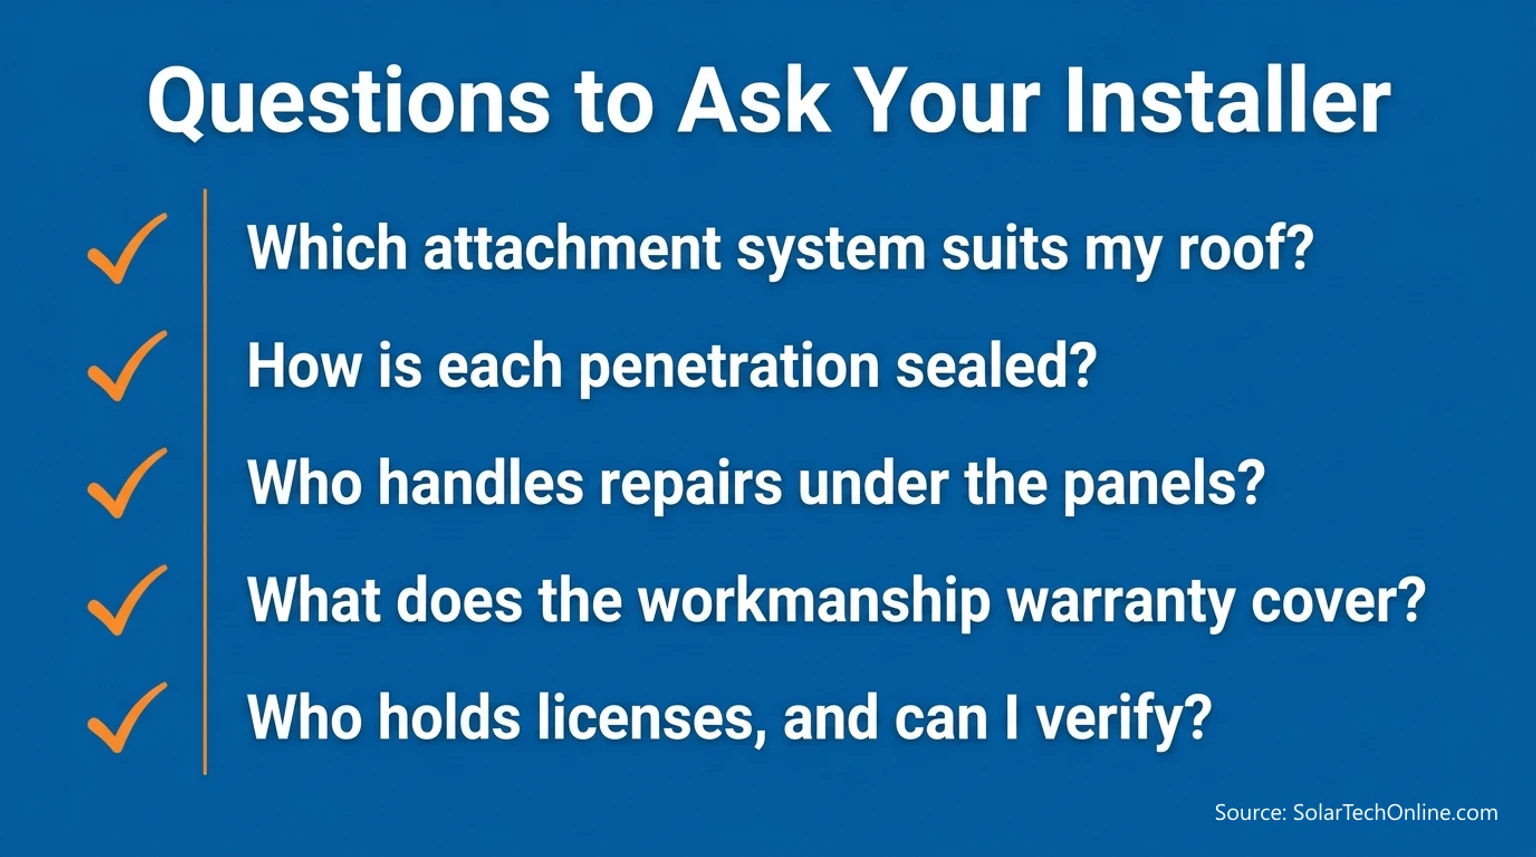 Questions to Ask Your Installer
Which attachment system suits my roof?
How is each penetration sealed?
Who handles repairs under the panels?
What does the workmanship warranty cover?
Who holds licenses, and can I verify?
Source: SolarTechOnline.com